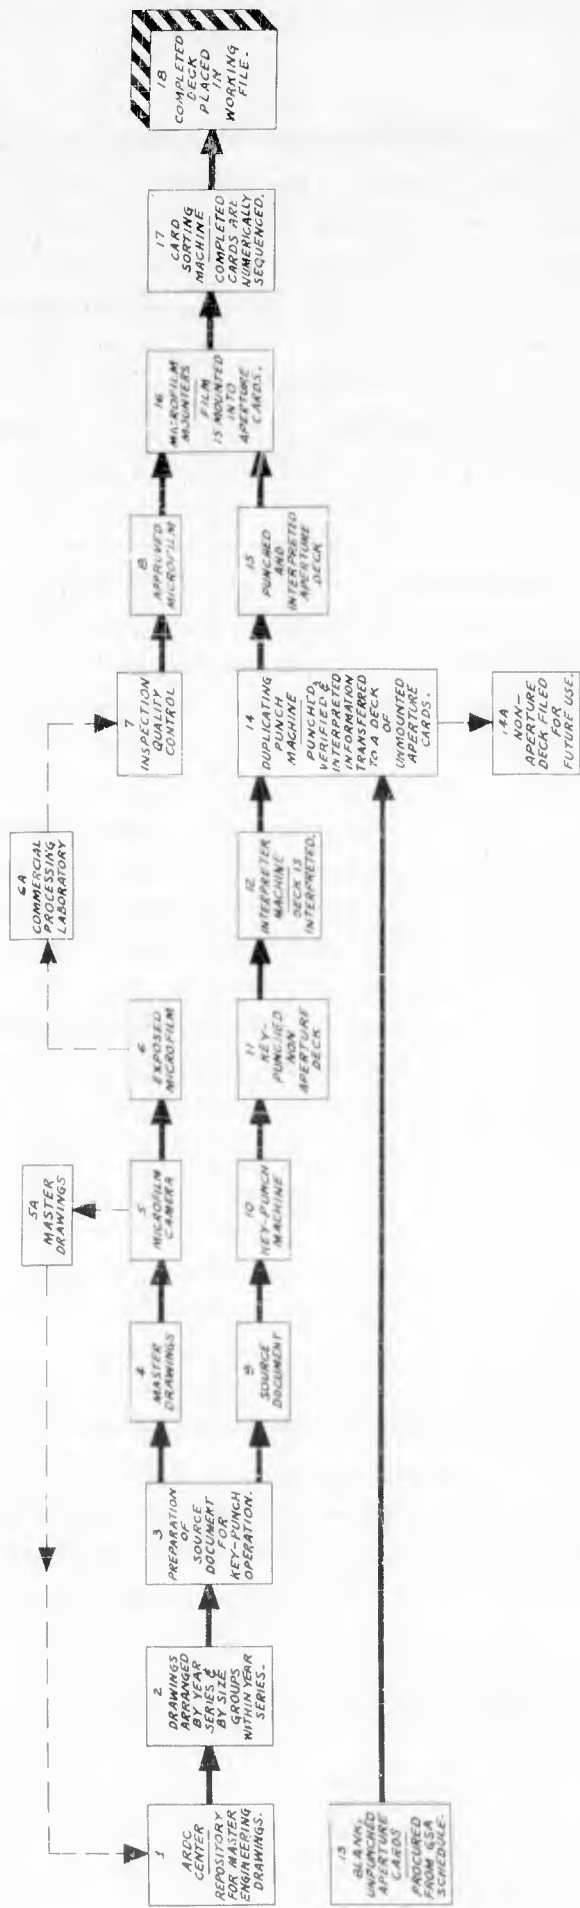 1
ARDC
CENTER
REPOSITORY
FOR MASTER
ENGINEERING
DRAWINGS.
2
DRAWINGS
ARRANGED
BY YEAR
SERIES &
BY SIZE
GROUPS
WITHIN YEAR
SERIES.
3
PREPARATION
OF
SOURCE
DOCUMENT
FOR
KEY-PUNCH
OPERATION.
4
MASTER
DRAWINGS
5
MICROFILM
CAMERA
5A
MASTER
DRAWINGS
6
EXPOSED
MICROFILM
6A
COMMERCIAL
PROCESSING
LABORATORY
7
INSPECTION
QUALITY
CONTROL
8
APPROVED
MICROFILM
9
SOURCE
DOCUMENT
10
KEY-PUNCH
MACHINE
11
KEY-
PUNCHED
NON
APERTURE
DECK
12
INTERPRETER
MACHINE
DECK IS
INTERPRETED.
13
BLANK,
UNPUNCHED
APERTURE
CARDS
PROCURED
FROM GSA
SCHEDULE.
14
DUPLICATING
PUNCH
MACHINE
PUNCHED,
VERIFIED &
INTERPRETED
INFORMATION
TRANSFERRED
TO A DECK
OF
UNMOUNTED
APERTURE
CARDS.
14A
NON-
APERTURE
DECK FILED
FOR
FUTURE USE.
15
PUNCHED
AND
INTERPRETED
APERTURE
DECK
16
MICROFILM
MOUNTERS
FILM
IS MOUNTED
INTO
APERTURE
CARDS.
17
CARD
SORTING
MACHINE
COMPLETED
CARDS ARE
NUMERICALLY
SEQUENCED.
18
COMPLETED
DECK
PLACED
IN
WORKING
FILE.